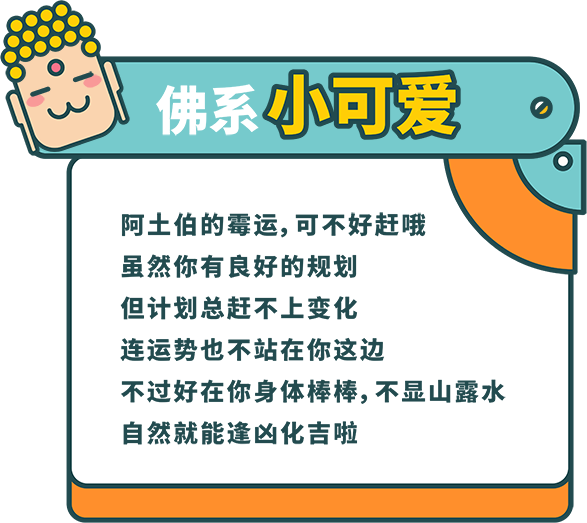 佛系小可爱
阿土伯的霉运，可不好赶哦
虽然你有良好的规划
但计划总赶不上变化
连运势也不站在你这边
不过好在你身体棒棒，不显山露水
自然就能逢凶化吉啦